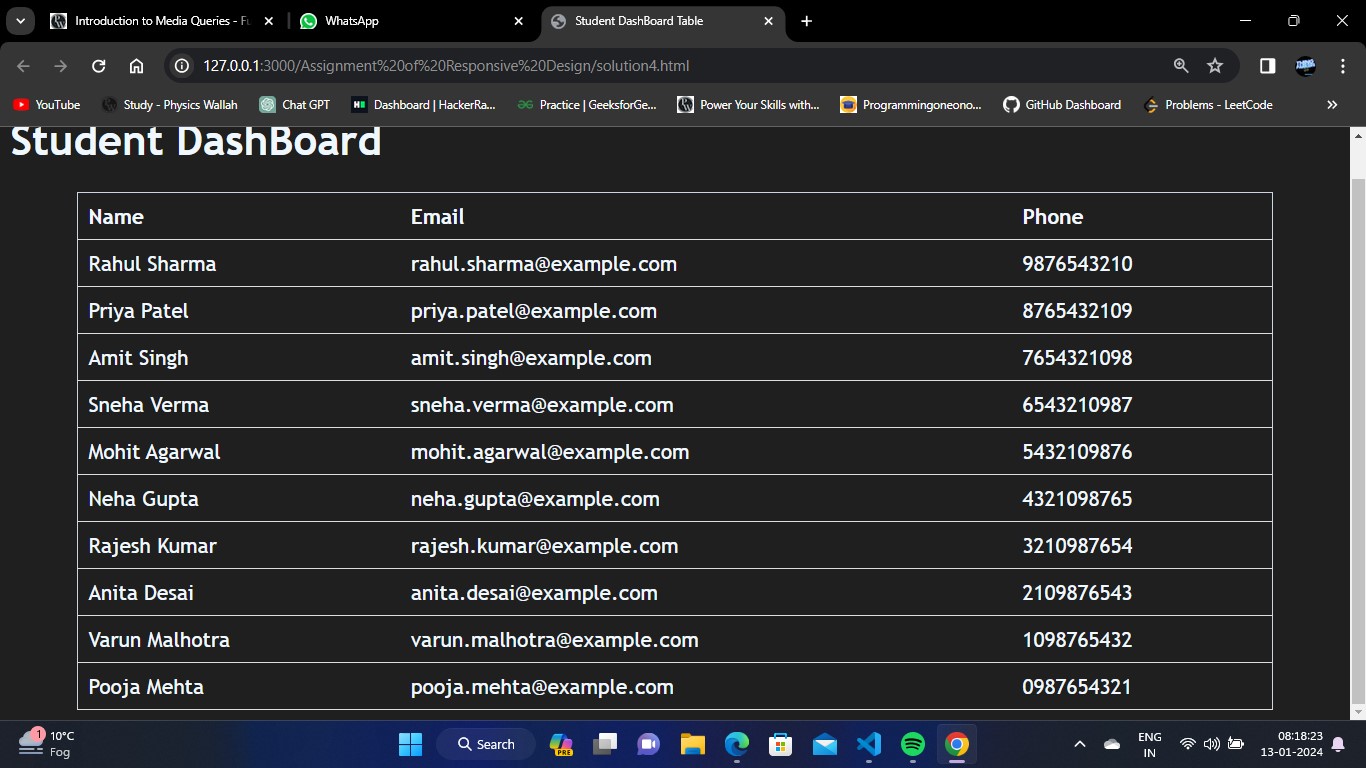 Introduction to Media Queries - Fu
WhatsApp
Student DashBoard Table
127.0.0.1:3000/Assignment%20of%20Responsive%20Design/solution4.html
YouTube
Study - Physics Wallah
Chat GPT
Dashboard | HackerRa...
Practice | GeeksforGe...
Power Your Skills with...
Programmingoneono...
GitHub Dashboard
Problems - LeetCode
Student DashBoard
Name Email Phone
Rahul Sharma rahul.sharma@example.com 9876543210
Priya Patel priya.patel@example.com 8765432109
Amit Singh amit.singh@example.com 7654321098
Sneha Verma sneha.verma@example.com 6543210987
Mohit Agarwal mohit.agarwal@example.com 5432109876
Neha Gupta neha.gupta@example.com 4321098765
Rajesh Kumar rajesh.kumar@example.com 3210987654
Anita Desai anita.desai@example.com 2109876543
Varun Malhotra varun.malhotra@example.com 1098765432
Pooja Mehta pooja.mehta@example.com 0987654321
1
10°C
Fog
Search
PRE
ENG
IN
08:18:23
13-01-2024